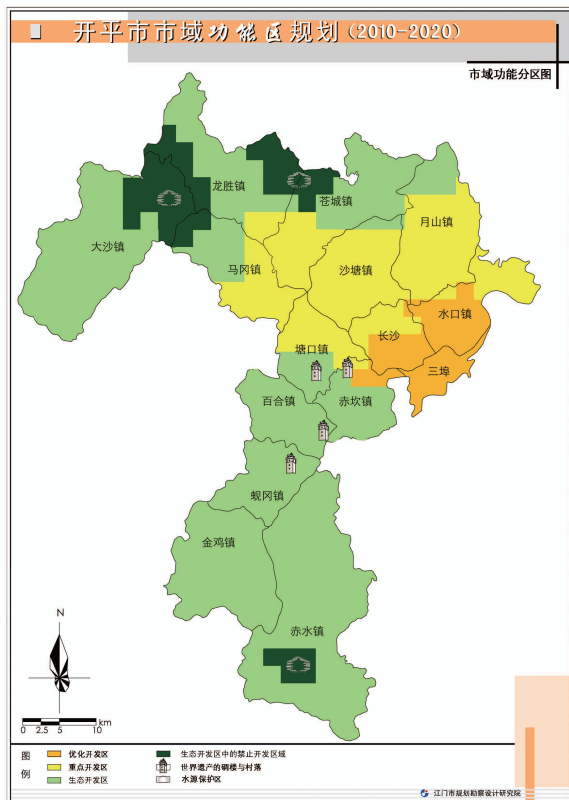 开平市市域功能区规划(2010-2020)
市域功能分区图
龙胜镇
苍城镇
月山镇
大沙镇
马冈镇
沙塘镇
水口镇
长沙
塘口镇
三埠
百合镇
赤坎镇
蚬冈镇
金鸡镇
赤水镇
N
0 2.5 5 10 km
图例
优化开发区
重点开发区
生态开发区
生态开发区中的禁止开发区域
世界遗产的碉楼与村落
水源保护区
江门市规划勘察设计研究院